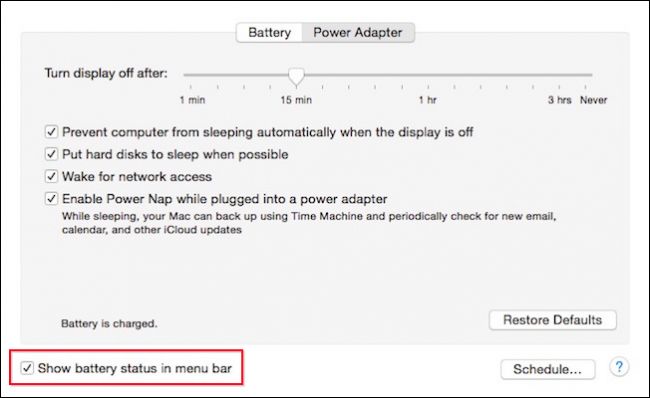 Battery Power Adapter
Turn display off after:
1 min 15 min 1 hr 3 hrs Never
Prevent computer from sleeping automatically when the display is off
Put hard disks to sleep when possible
Wake for network access
Enable Power Nap while plugged into a power adapter
While sleeping, your Mac can back up using Time Machine and periodically check for new email,
calendar, and other iCloud updates
Battery is charged.
Restore Defaults
Show battery status in menu bar
Schedule...
?